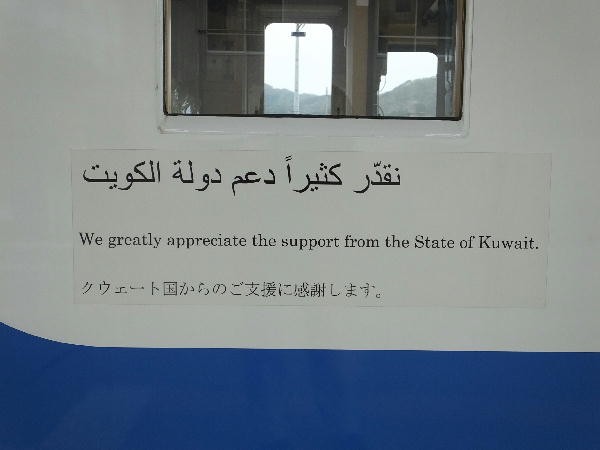 نقدّر كثيراً دعم دولة الكويت
We greatly appreciate the support from the State of Kuwait.
クウェート国からのご支援に感謝します。